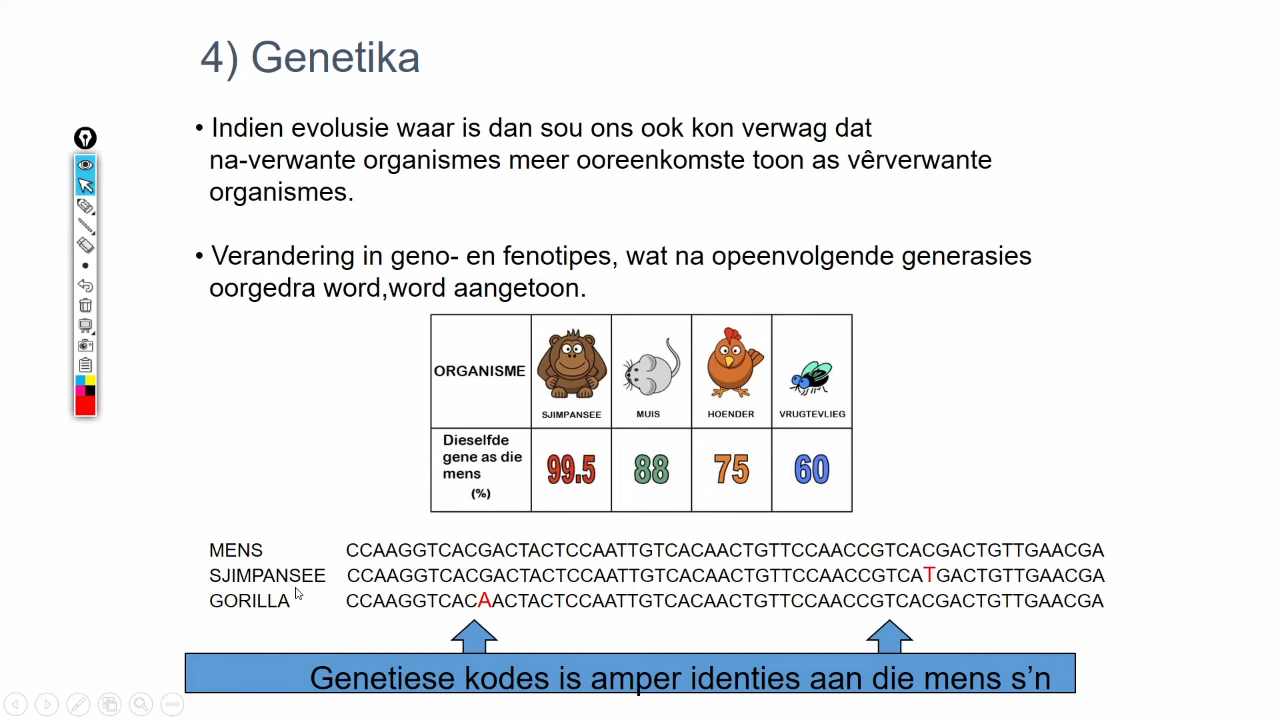 4) Genetika
• Indien evolusie waar is dan sou ons ook kon verwag dat
na-verwante organismes meer ooreenkomste toon as vêrverwante
organismes.
• Verandering in geno- en fenotipes, wat na opeenvolgende generasies
oorgedra word,word aangetoon.
ORGANISME
SJIMPANSEE MUIS HOENDER VRUGTEVLIEG
Dieselfde
gene as die
mens
(%)
99.5 88 75 60
MENS CCAAGGTCACGACTACTCCAATTGTCACAACTGTTCCAACCGTCACGACTGTTGAACGA
SJIMPANSEE CCAAGGTCACGACTACTCCAATTGTCACAACTGTTCCAACCGTCATGACTGTTGAACGA
GORILLA CCAAGGTCACAACTACTCCAATTGTCACAACTGTTCCAACCGTCACGACTGTTGAACGA
Genetiese kodes is amper identies aan die mens s’n